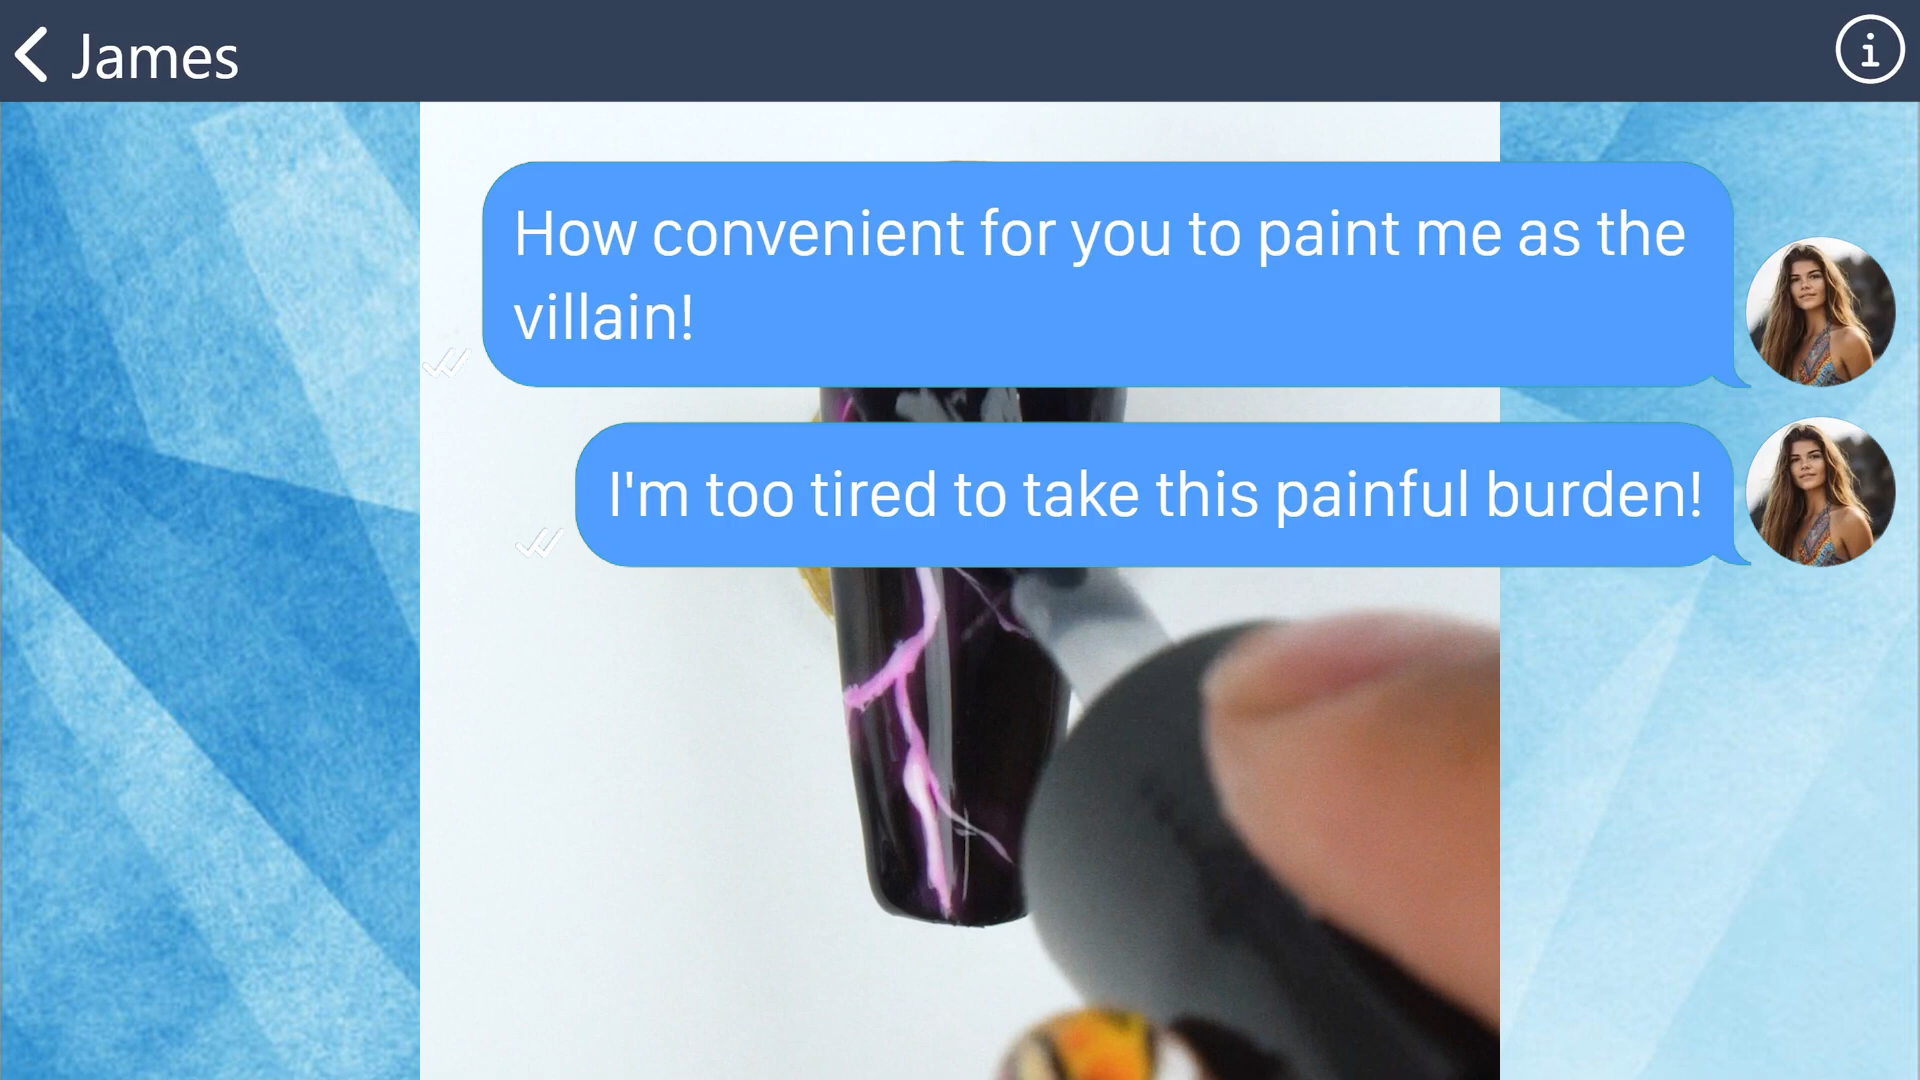 James
How convenient for you to paint me as the
villain!
I'm too tired to take this painful burden!